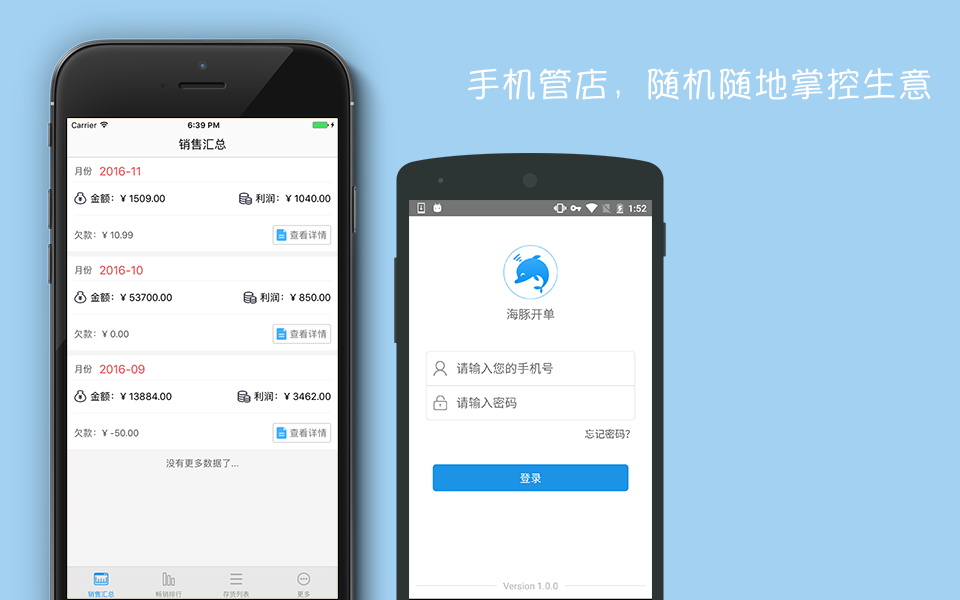 手机管店，随机随地掌控生意
Carrier 6:39 PM
销售汇总
月份 2016-11
金额：￥1509.00 利润：￥1040.00
欠款：￥10.99 查看详情
月份 2016-10
金额：￥53700.00 利润：￥850.00
欠款：￥0.00 查看详情
月份 2016-09
金额：￥13884.00 利润：￥3462.00
欠款：￥-50.00 查看详情
没有更多数据了...
销售汇总 畅销排行 存货列表 更多
1:52
海豚开单
请输入您的手机号
请输入密码
忘记密码?
登录
Version 1.0.0